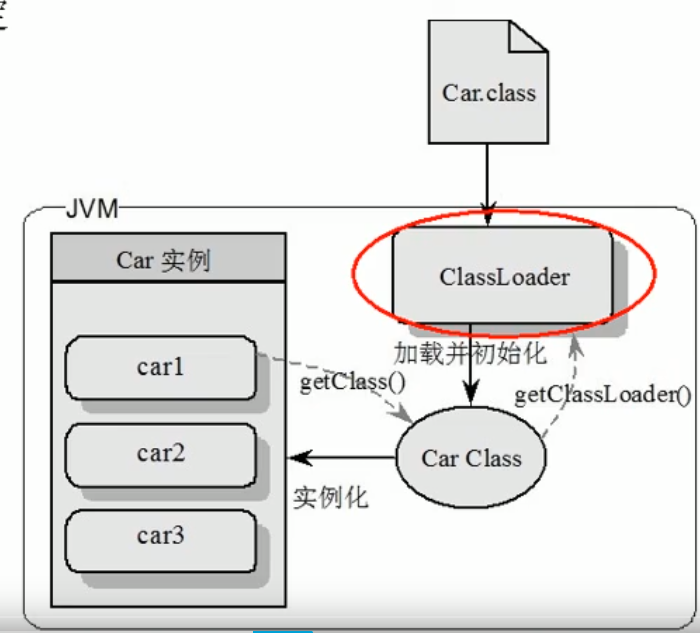 Car.class
JVM
Car 实例
ClassLoader
加载并初始化
car1
getClass()
getClassLoader()
car2
Car Class
实例化
car3